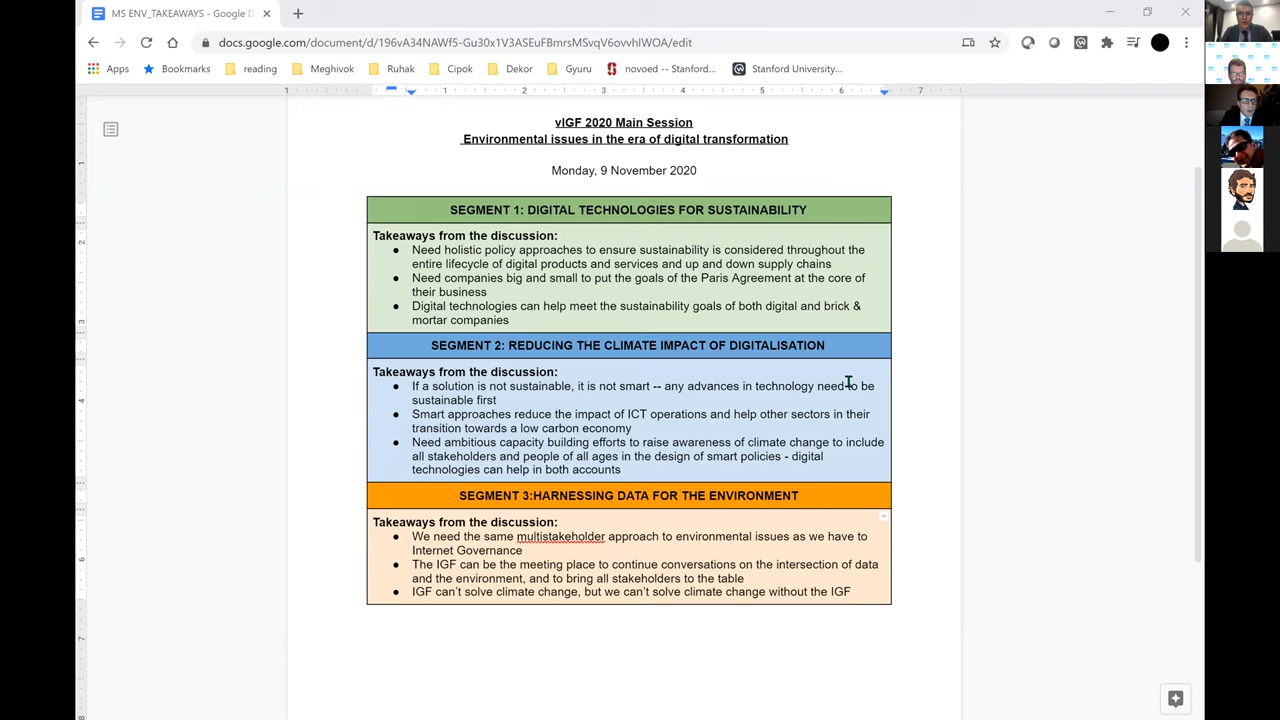 MS ENV_TAKEAWAYS - Google D
docs.google.com/document/d/196vA34NAWf5-Gu30x1V3ASEuFBmrsMSvqV6ovvhIWOA/edit
Apps Bookmarks reading Meghivok Ruhak Cipok Insyuru novoed -- Stanford... Stanford University ...
1 1 2 3 4 5 6 7
vIGF 2020 Main Session
Environmental issues in the era of digital transformation
Monday, 9 November 2020
SEGMENT 1: DIGITAL TECHNOLOGIES FOR SUSTAINABILITY
Takeaways from the discussion:
● Need holistic policy approaches to ensure sustainability is considered throughout the
entire lifecycle of digital products and services and up and down supply chains
● Need companies big and small to put the goals of the Paris Agreement at the core of
their business
● Digital technologies can help meet the sustainability goals of both digital and brick &
mortar companies
SEGMENT 2: REDUCING THE CLIMATE IMPACT OF DIGITALISATION
Takeaways from the discussion:
● If a solution is not sustainable, it is not smart -- any advances in technology need to be
sustainable first
● Smart approaches reduce the impact of ICT operations and help other sectors in their
transition towards a low carbon economy
● Need ambitious capacity building efforts to raise awareness of climate change to include
all stakeholders and people of all ages in the design of smart policies - digital
technologies can help in both accounts
SEGMENT 3:HARNESSING DATA FOR THE ENVIRONMENT
Takeaways from the discussion:
● We need the same multistakeholder approach to environmental issues as we have to
Internet Governance
● The IGF can be the meeting place to continue conversations on the intersection of data
and the environment, and to bring all stakeholders to the table
● IGF can't solve climate change, but we can't solve climate change without the IGF